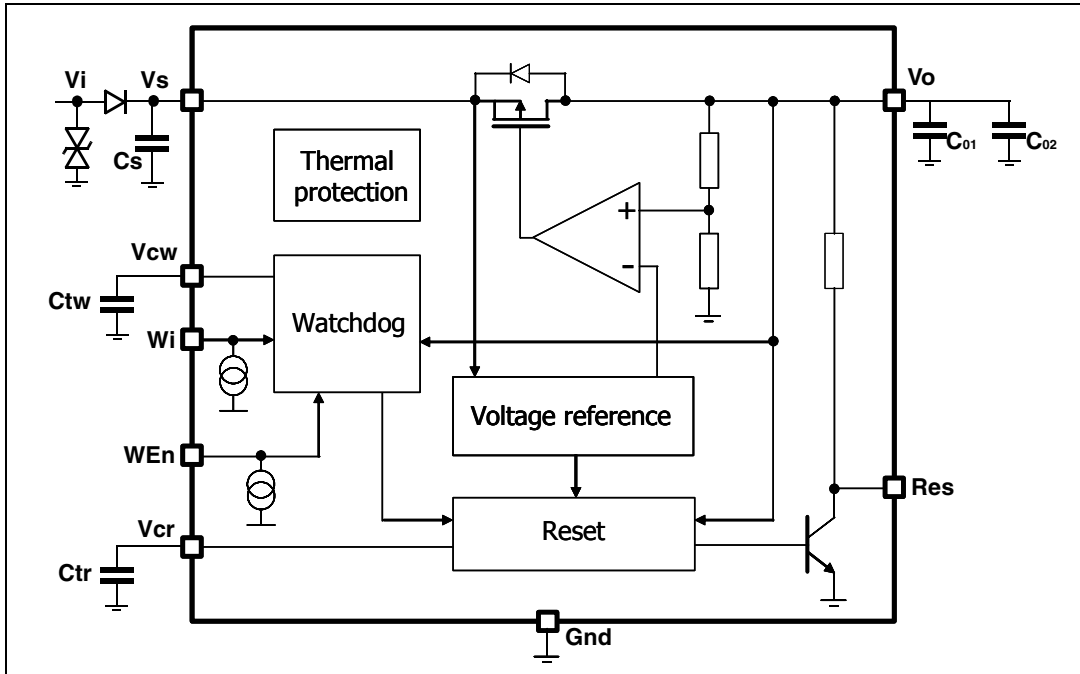 Vi
Vs
Vo
Cs
C01
C02
Thermal
protection
+
-
Vcw
Ctw
Watchdog
Wi
Voltage reference
WEn
Res
Vcr
Reset
Ctr
Gnd